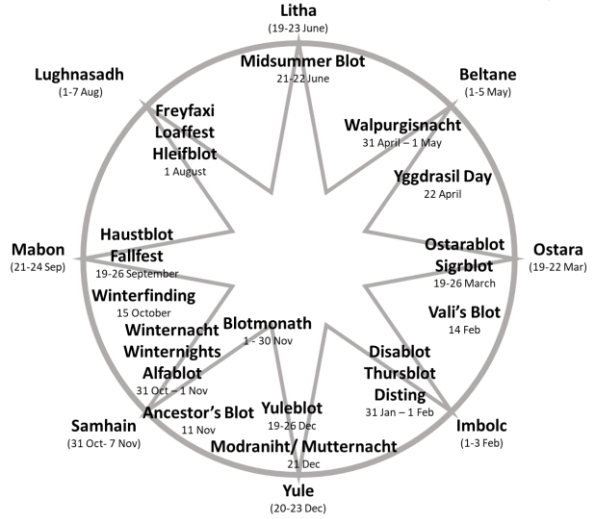 Litha
(19-23 June)
Midsummer Blot
21-22 June
Lughnasadh
(1-7 Aug)
Beltane
(1-5 May)
Freyfaxi
Loaffest
Hleifblot
1 August
Walpurgisnacht
31 April – 1 May
Yggdrasil Day
22 April
Mabon
(21-24 Sep)
Haustblot
Fallfest
19-26 September
Ostarablot
Sigrblot
19-26 March
Ostara
(19-22 Mar)
Winterfinding
15 October
Vali's Blot
14 Feb
Winternacht
Winternights
Alfablot
31 Oct – 1 Nov
Blotmonath
1 - 30 Nov
Disablot
Thursblot
Disting
31 Jan – 1 Feb
Samhain
(31 Oct- 7 Nov)
Ancestor's Blot
11 Nov
Yuleblot
19-26 Dec
Imbolc
(1-3 Feb)
Modraniht/ Mutternacht
21 Dec
Yule
(20-23 Dec)